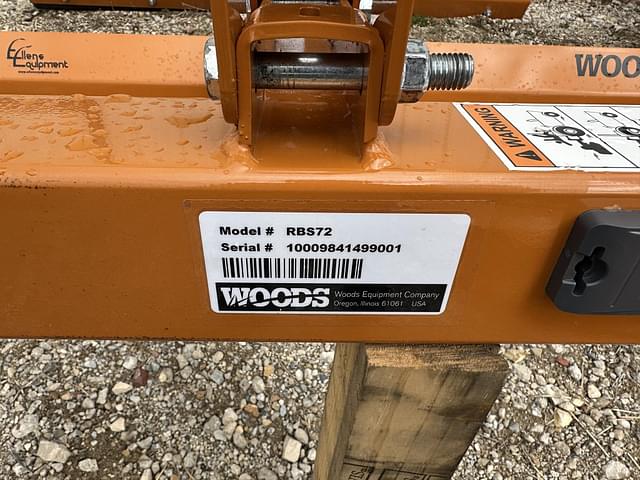 Ellens
Equipment
WOO
WARNING
Model # RBS72
Serial # 10009841499001
WOODS
Woods Equipment Company
Oregon, Illinois 61061 USA